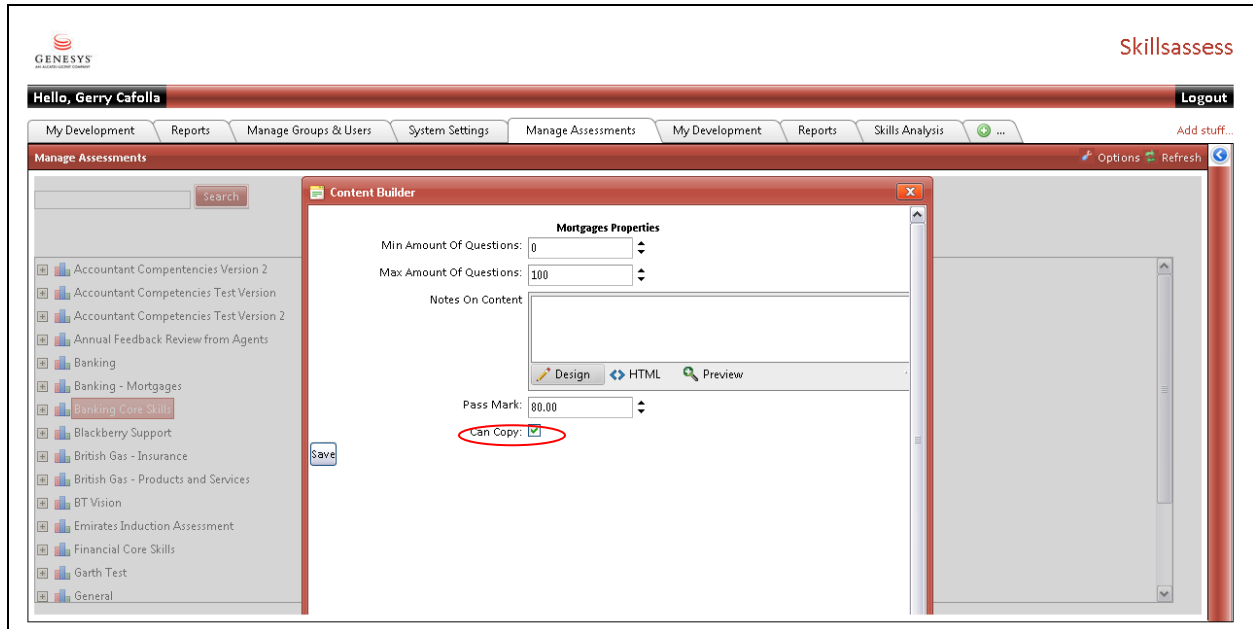 GENESYS
AN ALCATEL-LUCENT COMPANY
Skillsassess
Hello, Gerry Cafolla
Logout
My Development Reports Manage Groups & Users System Settings Manage Assessments My Development Reports Skills Analysis ... Add stuff...
Manage Assessments Options Refresh
Search
Content Builder
Mortgages Properties
Min Amount Of Questions: 0
Max Amount Of Questions: 100
Notes On Content
Design HTML Preview
Pass Mark: 80.00
Can Copy:
Save
Accountant Compentencies Version 2
Accountant Competencies Test Version
Accountant Competencies Test Version 2
Annual Feedback Review from Agents
Banking
Banking - Mortgages
Banking Core Skills
Blackberry Support
British Gas - Insurance
British Gas - Products and Services
BT Vision
Emirates Induction Assessment
Financial Core Skills
Garth Test
General